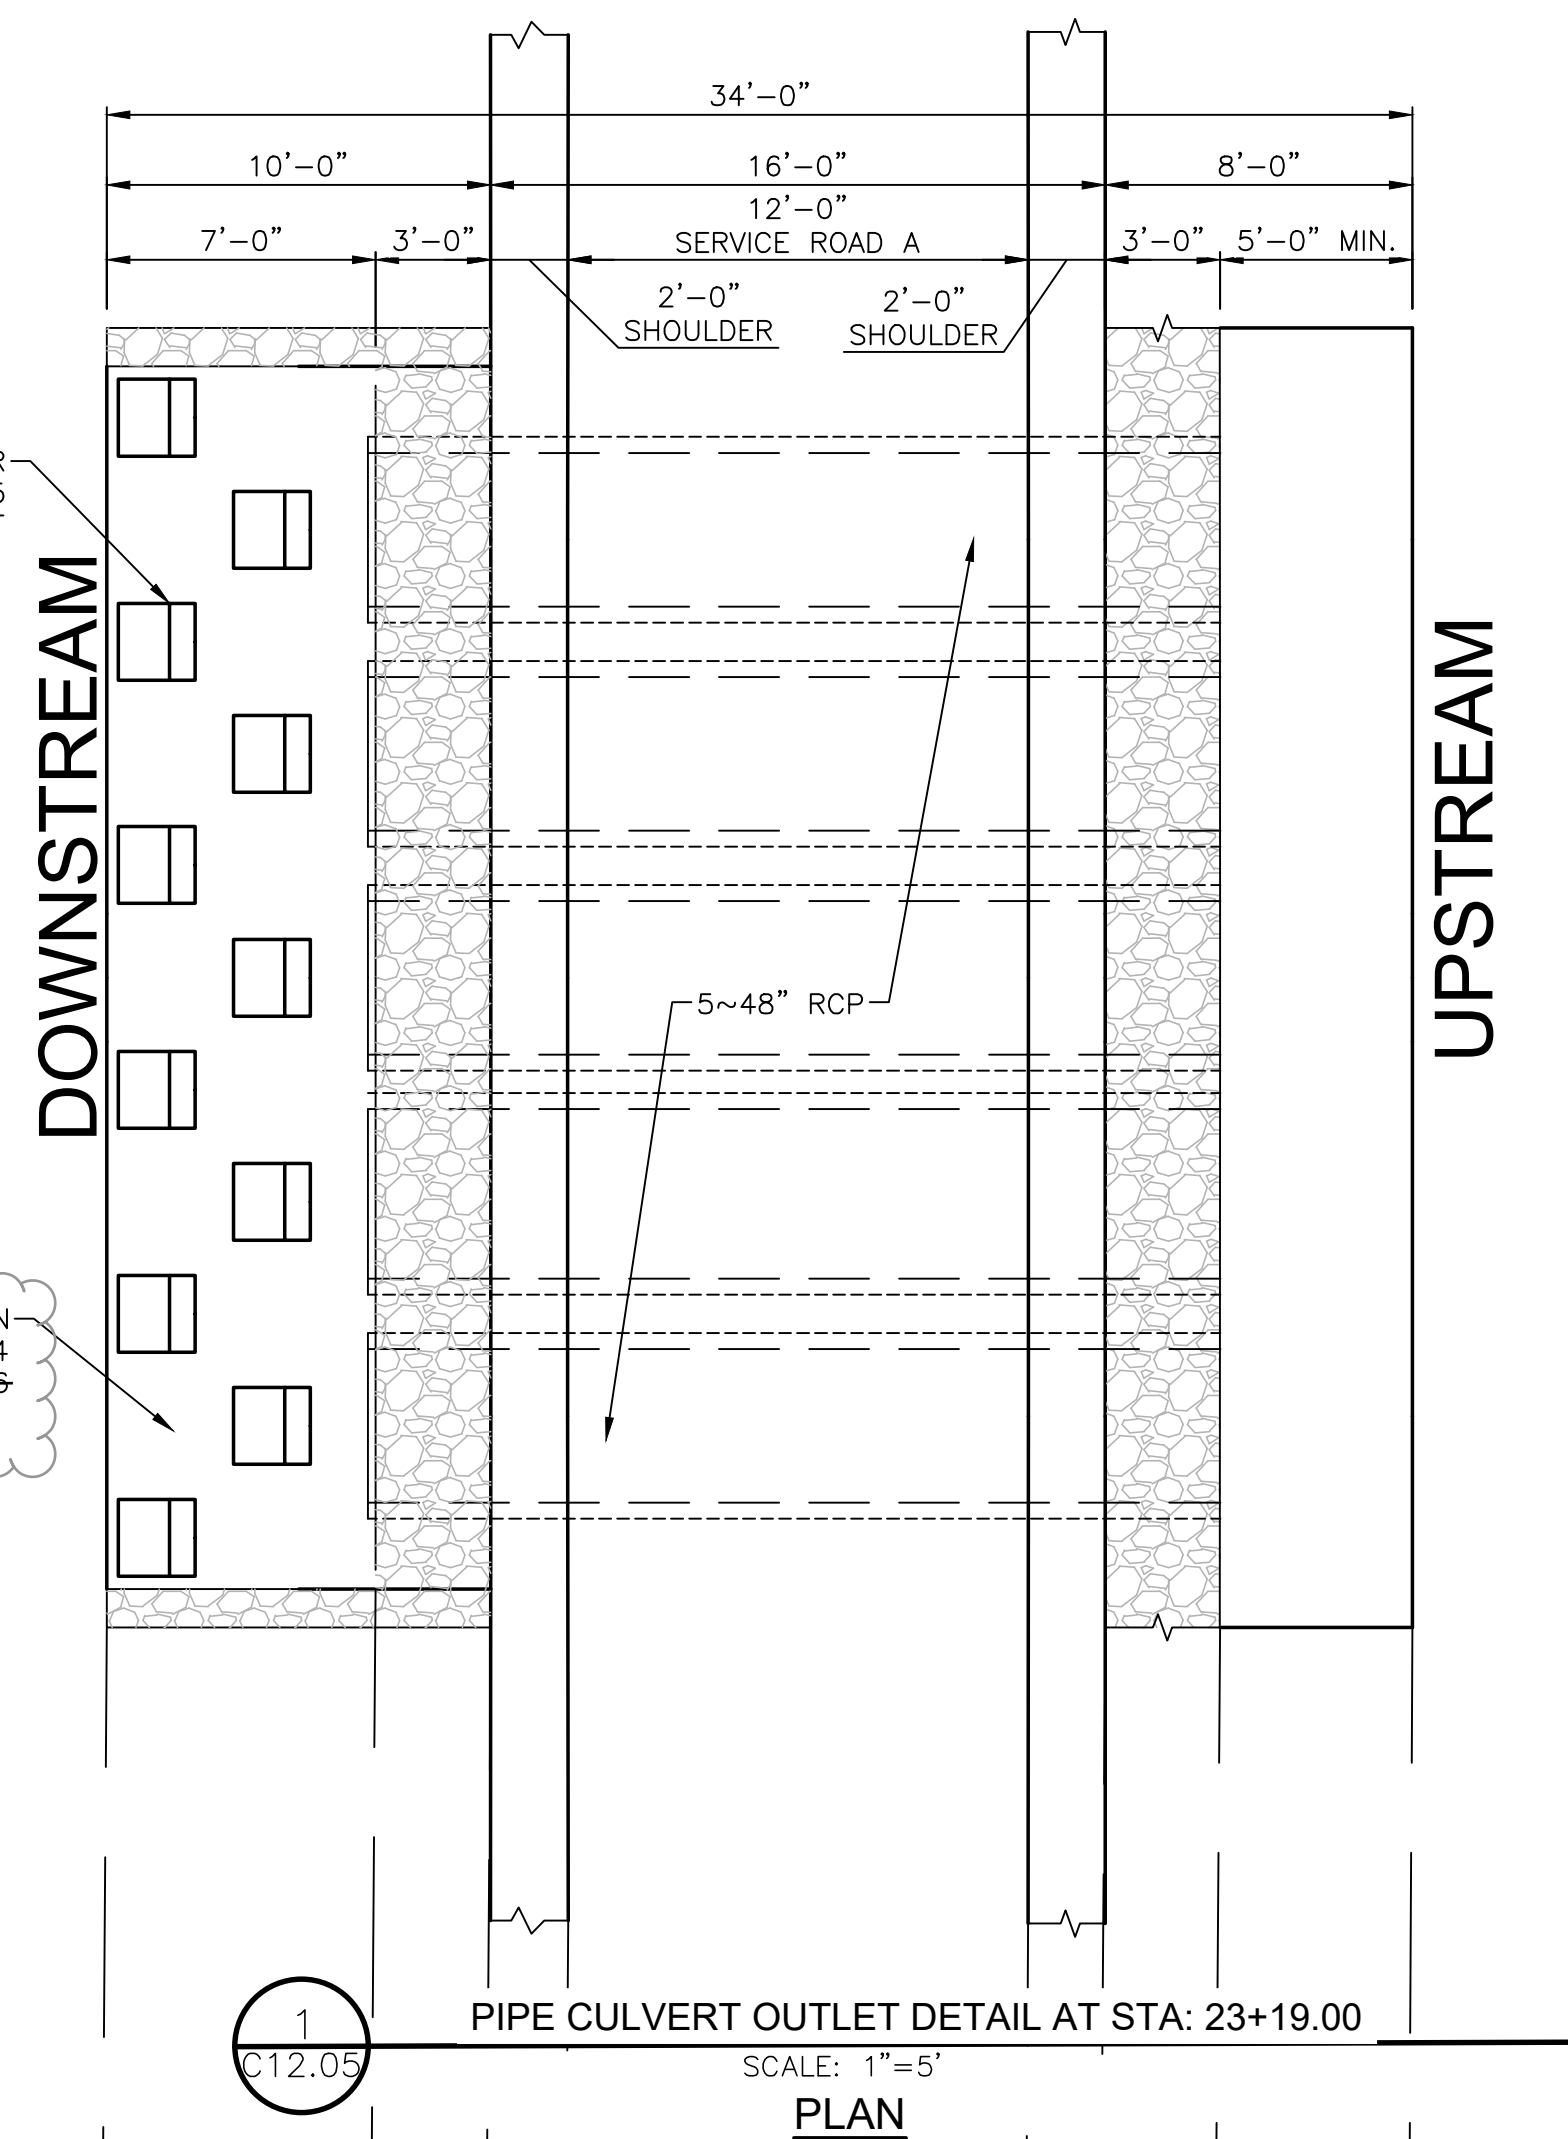 34'-0"
10'-0"
16'-0"
8'-0"
12'-0"
SERVICE ROAD A
7'-0"
3'-0"
3'-0"
5'-0" MIN.
2'-0"
SHOULDER
2'-0"
SHOULDER
DOWNSTREAM
UPSTREAM
5~48" RCP
1
C12.05
PIPE CULVERT OUTLET DETAIL AT STA: 23+19.00
SCALE: 1"=5'
PLAN